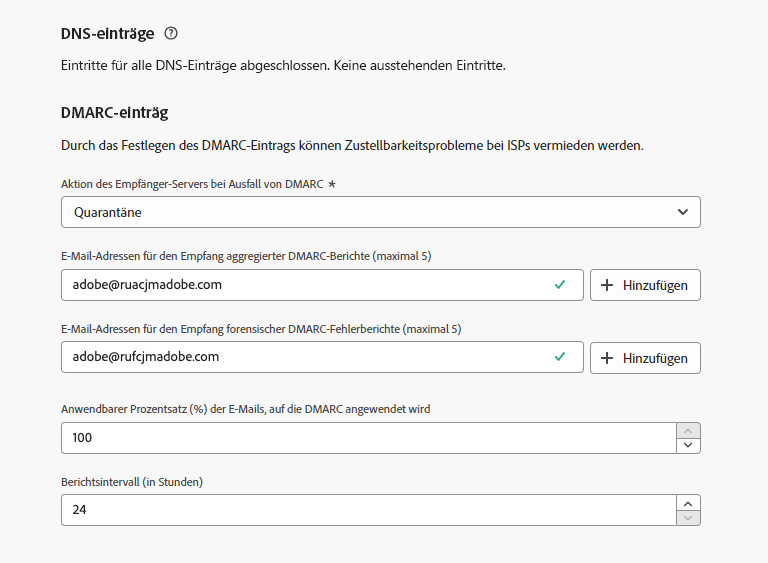 DNS-einträge
Eintritte für alle DNS-Einträge abgeschlossen. Keine ausstehenden Eintritte.
DMARC-einträg
Durch das Festlegen des DMARC-Eintrags können Zustellbarkeitsprobleme bei ISPs vermieden werden.
Aktion des Empfänger-Servers bei Ausfall von DMARC *
Quarantäne
E-Mail-Adressen für den Empfang aggregierter DMARC-Berichte (maximal 5)
adobe@ruacjmadobe.com
Hinzufügen
E-Mail-Adressen für den Empfang forensischer DMARC-Fehlerberichte (maximal 5)
adobe@rufcjmadobe.com
Hinzufügen
Anwendbarer Prozentsatz (%) der E-Mails, auf die DMARC angewendet wird
100
Berichtsintervall (in Stunden)
24